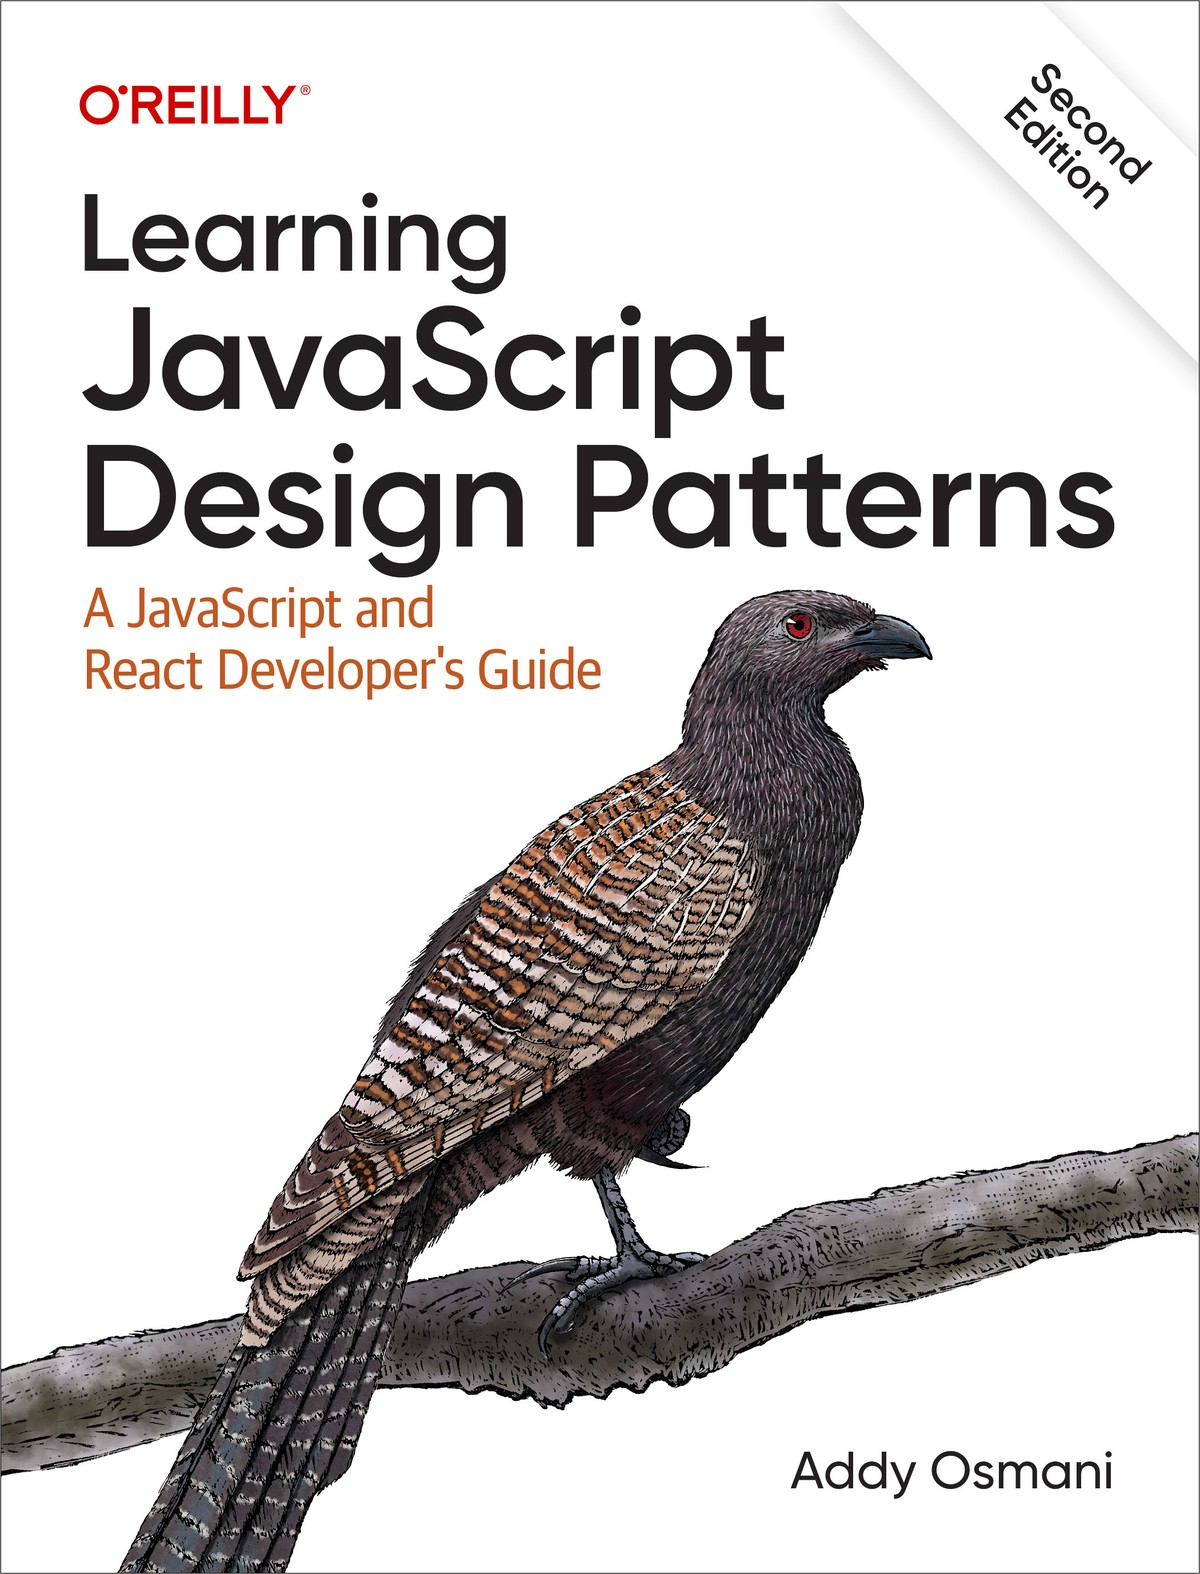 O'REILLY®
Second
Edition
Learning
JavaScript
Design Patterns
A JavaScript and
React Developer's Guide
Addy Osmani